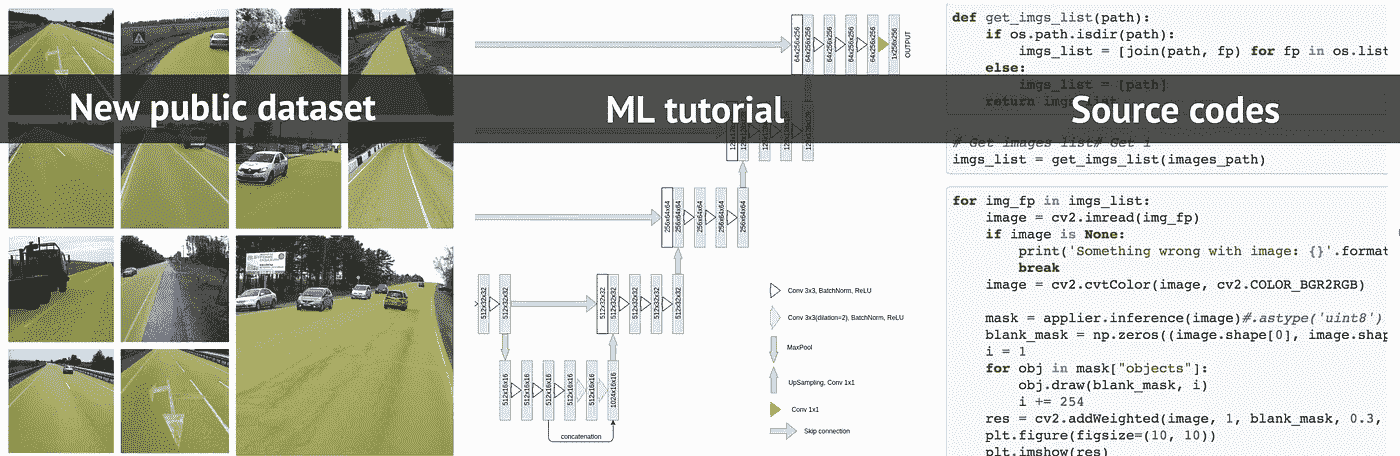 New public dataset
ML tutorial
Source codes
64x256x256
64x256x256
64x256x256
64x256x256
64x256x256
1x256x256
OUTPUT
256x64x64
256x64x64
256x64x64
256x64x64
256x64x64
512x32x32
512x32x32
512x32x32
512x32x32
512x32x32
512x32x32
512x32x32
512x16x16
512x16x16
512x16x16
512x16x16
512x16x16
1024x16x16
concatenation
Conv 3x3, BatchNorm, ReLU
Conv 3x3(dilation=2), BatchNorm, ReLU
MaxPool
UpSampling, Conv 1x1
Conv 1x1
Skip connection
def get_imgs_list(path):
if os.path.isdir(path):
imgs_list = [join(path, fp) for fp in os.list
else:
imgs_list = [path]
return
# Get images list# Get i
imgs_list = get_imgs_list(images_path)
for img_fp in imgs_list:
image = cv2.imread(img_fp)
if image is None:
print('Something wrong with image: {}'.format
break
image = cv2.cvtColor(image, cv2.COLOR_BGR2RGB)
mask = applier.inference(image)#.astype('uint8')
blank_mask = np.zeros((image.shape[0], image.shap
i = 1
for obj in mask["objects"]:
obj.draw(blank_mask, i)
i += 254
res = cv2.addWeighted(image, 1, blank_mask, 0.3,
plt.figure(figsize=(10, 10))
plt.imshow(res)